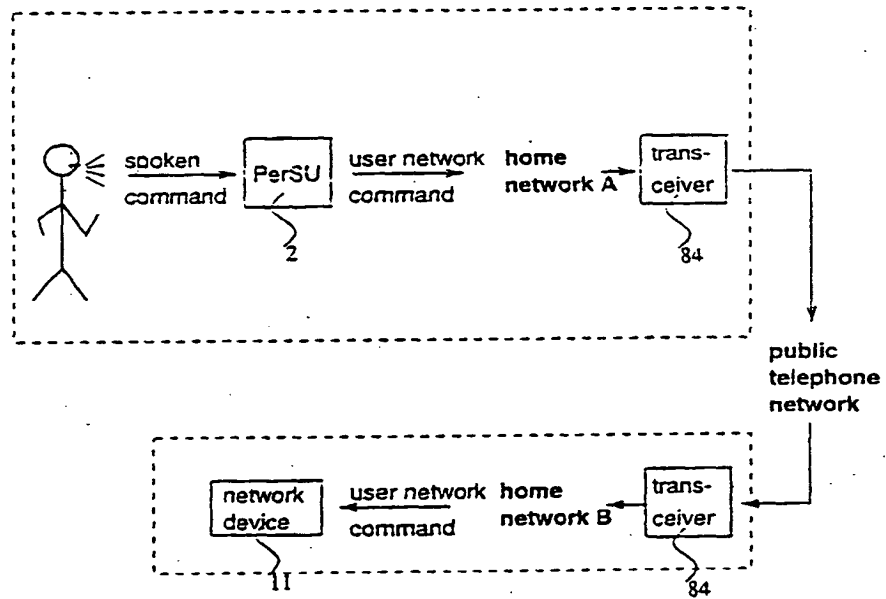 spoken
command
PerSU
2
user network
command
home
network A
trans-
ceiver
84
public
telephone
network
trans-
ceiver
84
home
network B
user network
command
network
device
11